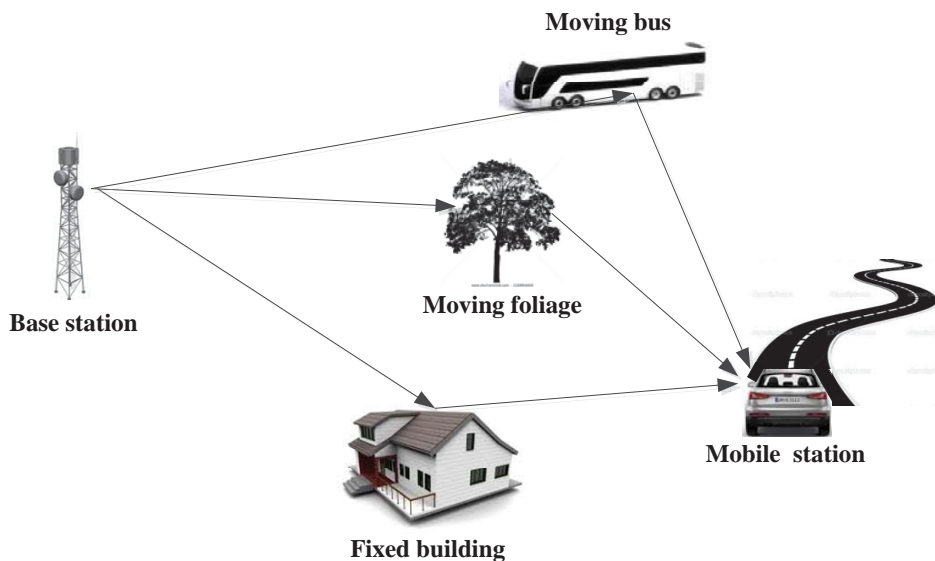 Moving bus
Base station
Moving foliage
Mobile station
Fixed building